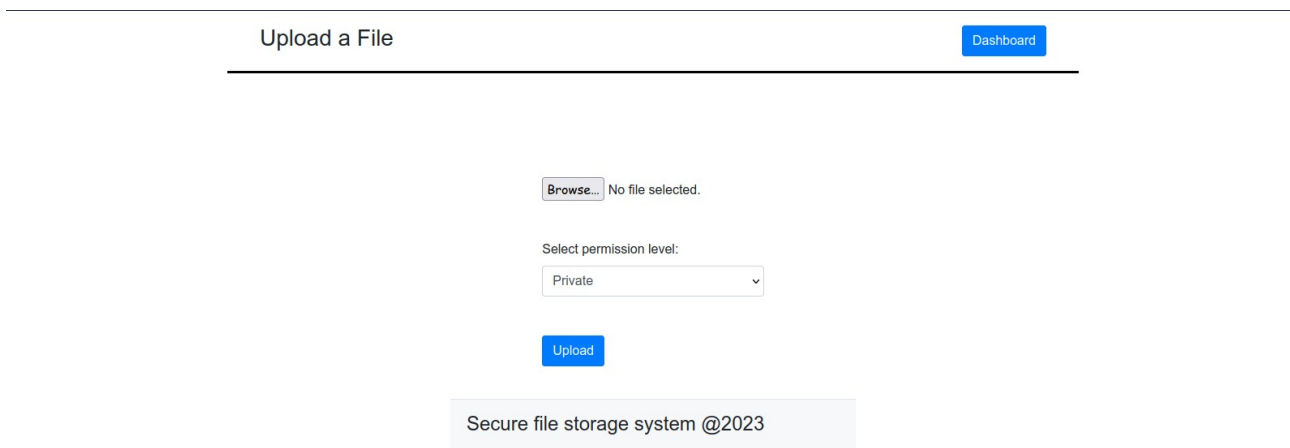 Upload a File
Dashboard
Browse... No file selected.
Select permission level:
Private
Upload
Secure file storage system @2023